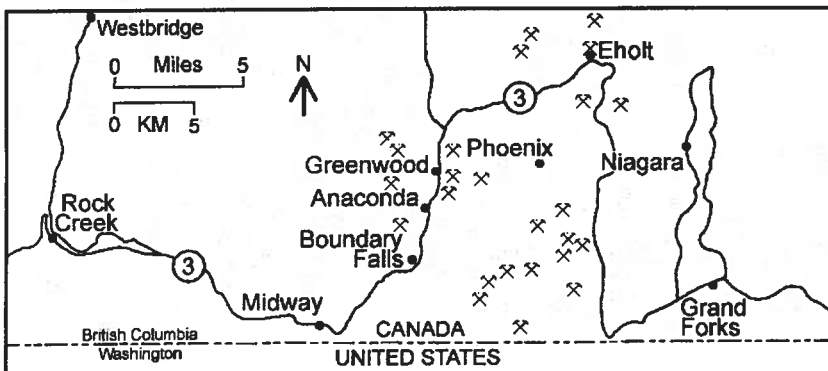 Westbridge
0 Miles 5
0 KM 5
N
Eholt
3
Greenwood
Phoenix
Niagara
Anaconda
Rock
Creek
Boundary
Falls
3
Midway
Grand
Forks
British Columbia
Washington
CANADA
UNITED STATES